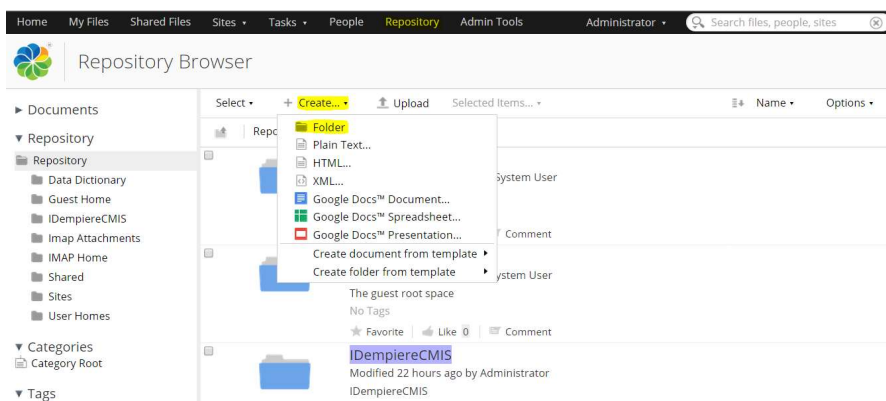 Home My Files Shared Files Sites Tasks People Repository Admin Tools Administrator Search files, people, sites
Repository Browser
Select + Create... Upload Selected Items... Name Options
Documents
Repository
Repository
Data Dictionary
Guest Home
IDempiereCMIS
Imap Attachments
IMAP Home
Shared
Sites
User Homes
Categories
Category Root
Tags
Repo
Folder
Plain Text...
HTML...
XML...
Google Docs™ Document...
Google Docs™ Spreadsheet...
Google Docs™ Presentation...
Create document from template
Create folder from template
System User
Comment
ystem User
The guest root space
No Tags
Favorite Like 0 Comment
IDempiereCMIS
Modified 22 hours ago by Administrator
IDempiereCMIS